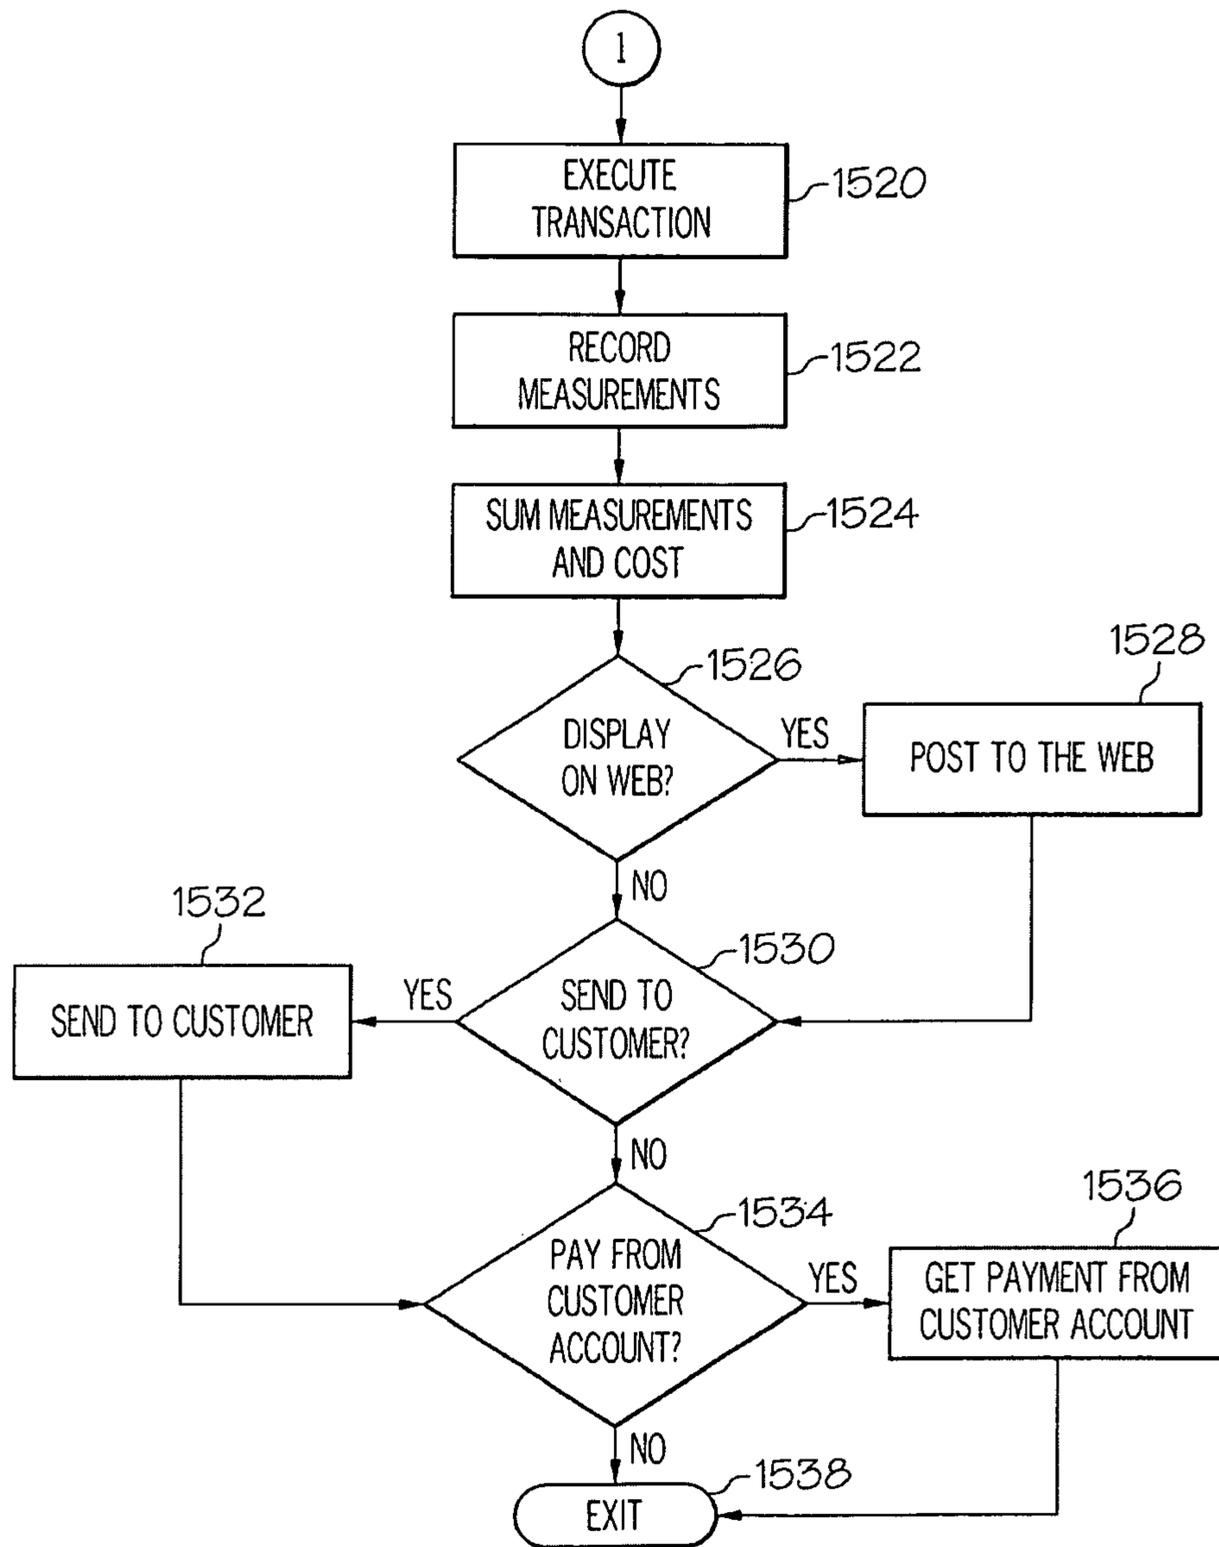 1
EXECUTE
TRANSACTION
1520
RECORD
MEASUREMENTS
1522
SUM MEASUREMENTS
AND COST
1524
1526
DISPLAY
ON WEB?
YES
1528
POST TO THE WEB
NO
1532
SEND TO CUSTOMER
YES
1530
SEND TO
CUSTOMER?
NO
1534
PAY FROM
CUSTOMER
ACCOUNT?
YES
1536
GET PAYMENT FROM
CUSTOMER ACCOUNT
NO
1538
EXIT